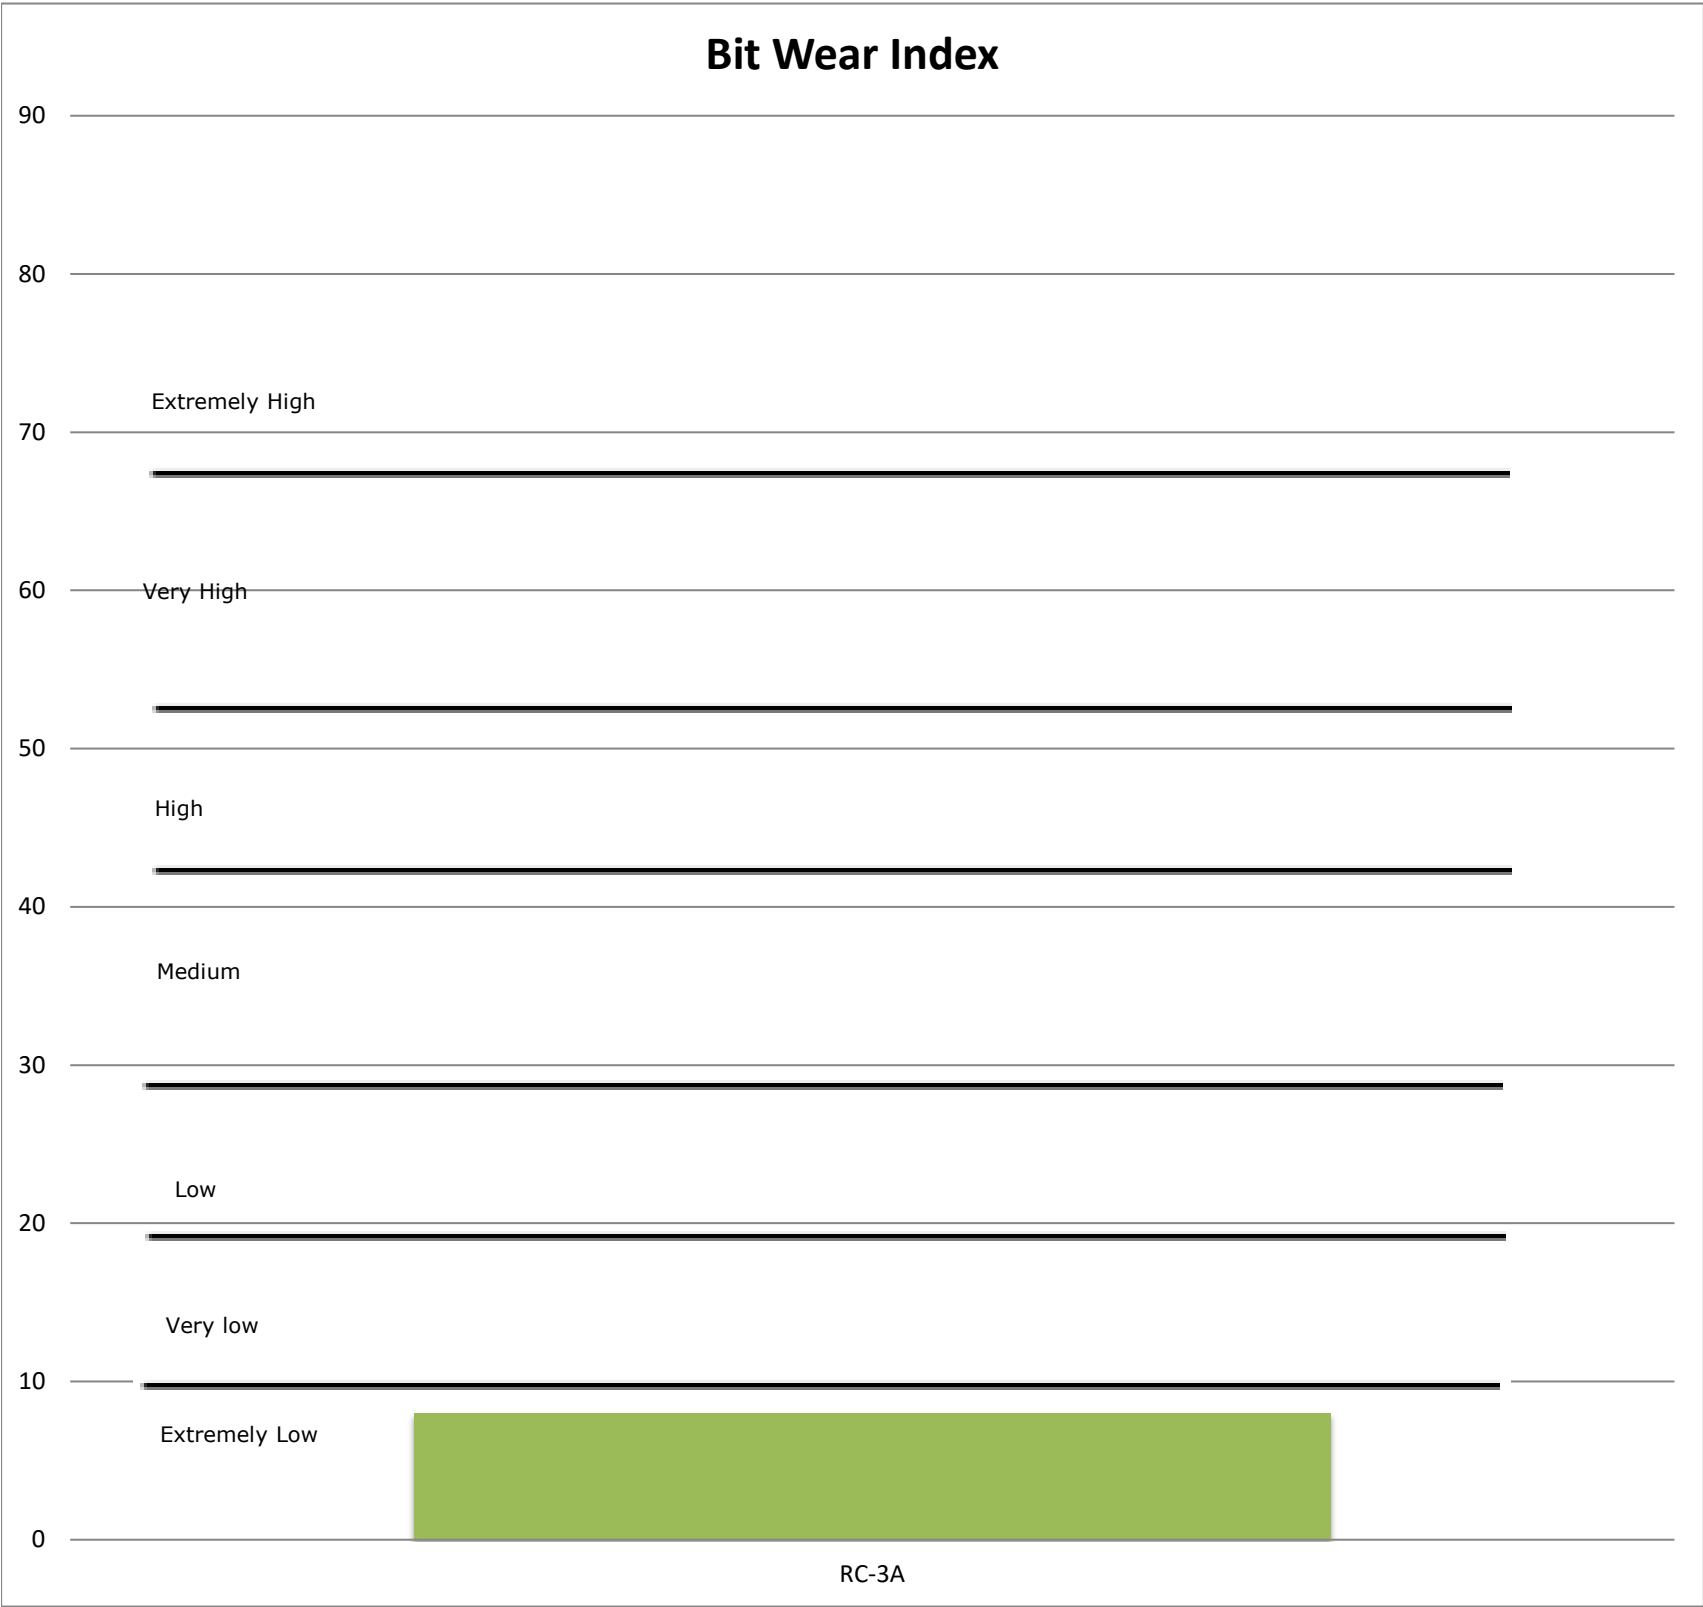 Bit Wear Index
90
80
Extremely High
70
60
Very High
50
High
40
Medium
30
Low
20
Very low
10
Extremely Low
0
RC-3A